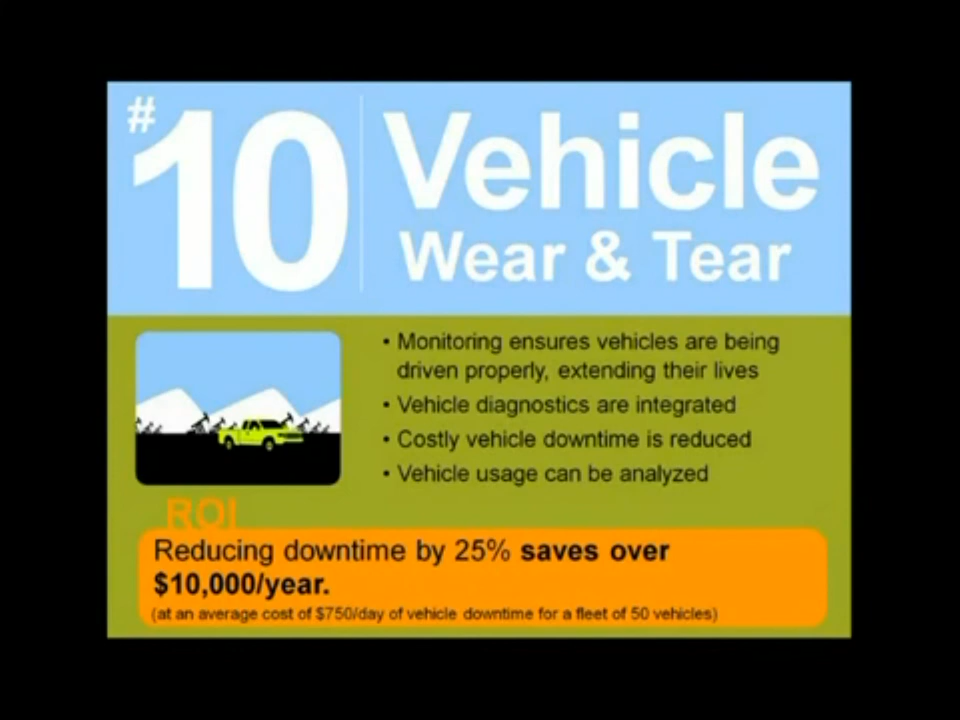 #10
Vehicle
Wear & Tear
• Monitoring ensures vehicles are being
driven properly, extending their lives
• Vehicle diagnostics are integrated
• Costly vehicle downtime is reduced
• Vehicle usage can be analyzed
ROI
Reducing downtime by 25% saves over
$10,000/year.
(at an average cost of $750/day of vehicle downtime for a fleet of 50 vehicles)